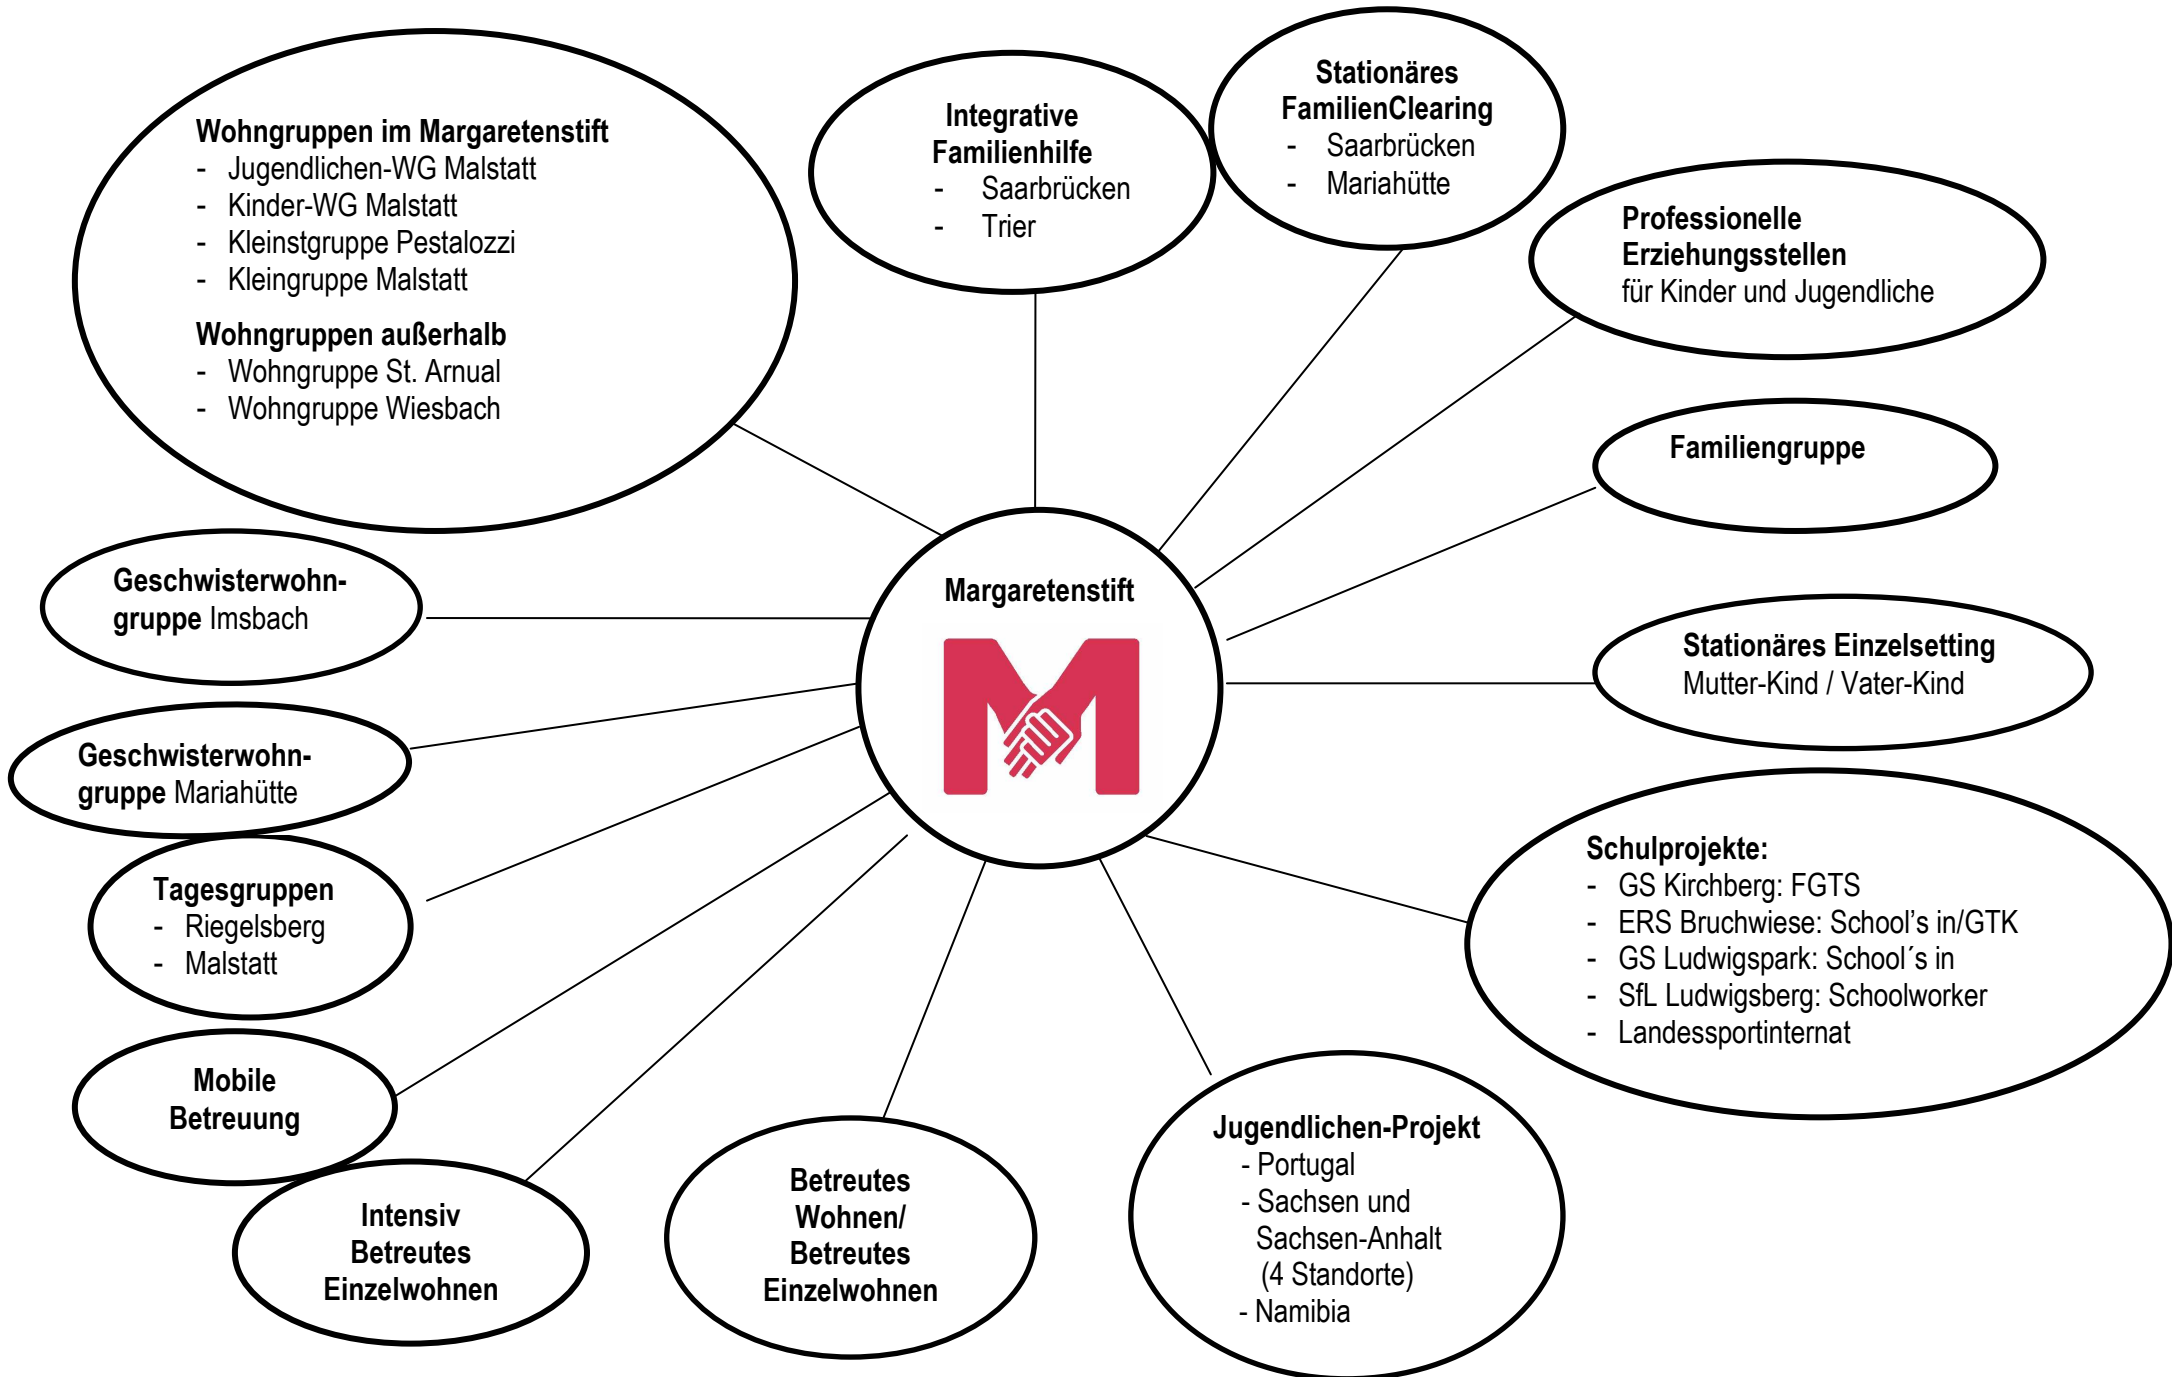 Wohngruppen im Margaretenstift
- Jugendlichen-WG Malstatt
- Kinder-WG Malstatt
- Kleinstgruppe Pestalozzi
- Kleingruppe Malstatt
Wohngruppen außerhalb
- Wohngruppe St. Arnual
- Wohngruppe Wiesbach
Integrative
Familienhilfe
- Saarbrücken
- Trier
Stationäres
FamilienClearing
- Saarbrücken
- Mariahütte
Professionelle
Erziehungsstellen
für Kinder und Jugendliche
Familiengruppe
Geschwisterwohn-
gruppe Imsbach
Margaretenstift
Stationäres Einzelsetting
Mutter-Kind / Vater-Kind
Geschwisterwohn-
gruppe Mariahütte
Tagesgruppen
- Riegelsberg
- Malstatt
Schulprojekte:
- GS Kirchberg: FGTS
- ERS Bruchwiese: School’s in/GTK
- GS Ludwigspark: School´s in
- SfL Ludwigsberg: Schoolworker
- Landessportinternat
Mobile
Betreuung
Intensiv
Betreutes
Einzelwohnen
Betreutes
Wohnen/
Betreutes
Einzelwohnen
Jugendlichen-Projekt
- Portugal
- Sachsen und
Sachsen-Anhalt
(4 Standorte)
- Namibia